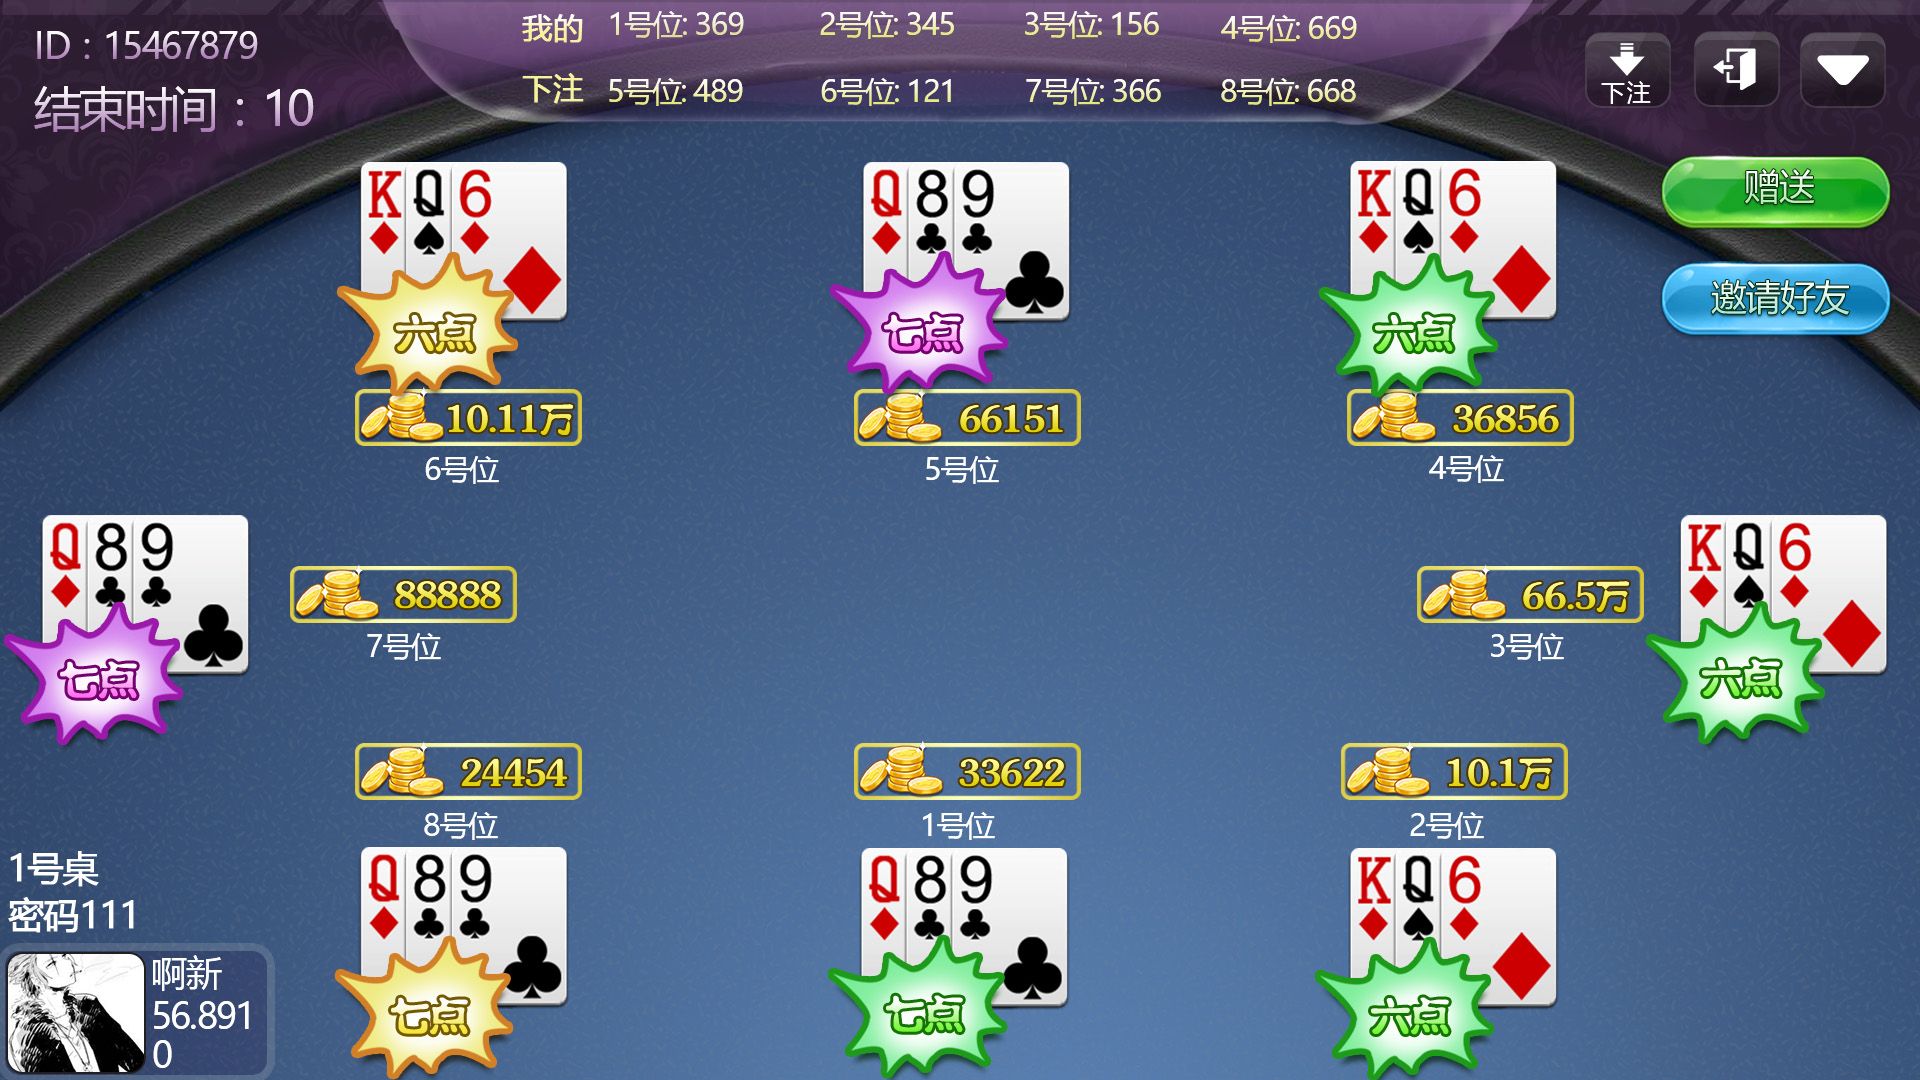 ID：15467879
结束时间：10
我的 1号位: 369 2号位: 345 3号位: 156 4号位: 669
下注 5号位: 489 6号位: 121 7号位: 366 8号位: 668
下注
赠送
邀请好友
K Q 6
六点
10.11万
6号位
Q 8 9
七点
66151
5号位
K Q 6
六点
36856
4号位
Q 8 9
七点
88888
7号位
K Q 6
六点
66.5万
3号位
24454
8号位
Q 8 9
七点
33622
1号位
Q 8 9
七点
10.1万
2号位
K Q 6
六点
1号桌
密码111
啊新
56.891
0